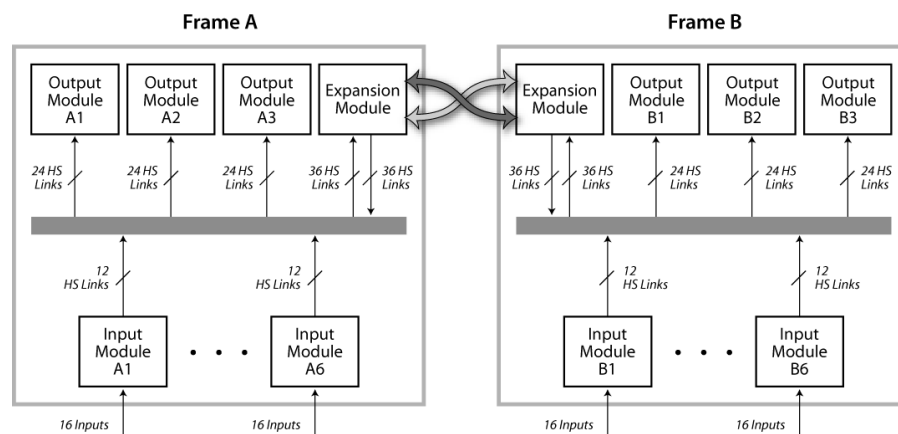 Frame A
Frame B
Output
Module
A1
Output
Module
A2
Output
Module
A3
Expansion
Module
Expansion
Module
Output
Module
B1
Output
Module
B2
Output
Module
B3
24 HS
Links
24 HS
Links
24 HS
Links
36 HS
Links
36 HS
Links
36 HS
Links
36 HS
Links
24 HS
Links
24 HS
Links
24 HS
Links
12
HS Links
12
HS Links
12
HS Links
12
HS Links
Input
Module
A1
Input
Module
A6
Input
Module
B1
Input
Module
B6
16 Inputs
16 Inputs
16 Inputs
16 Inputs